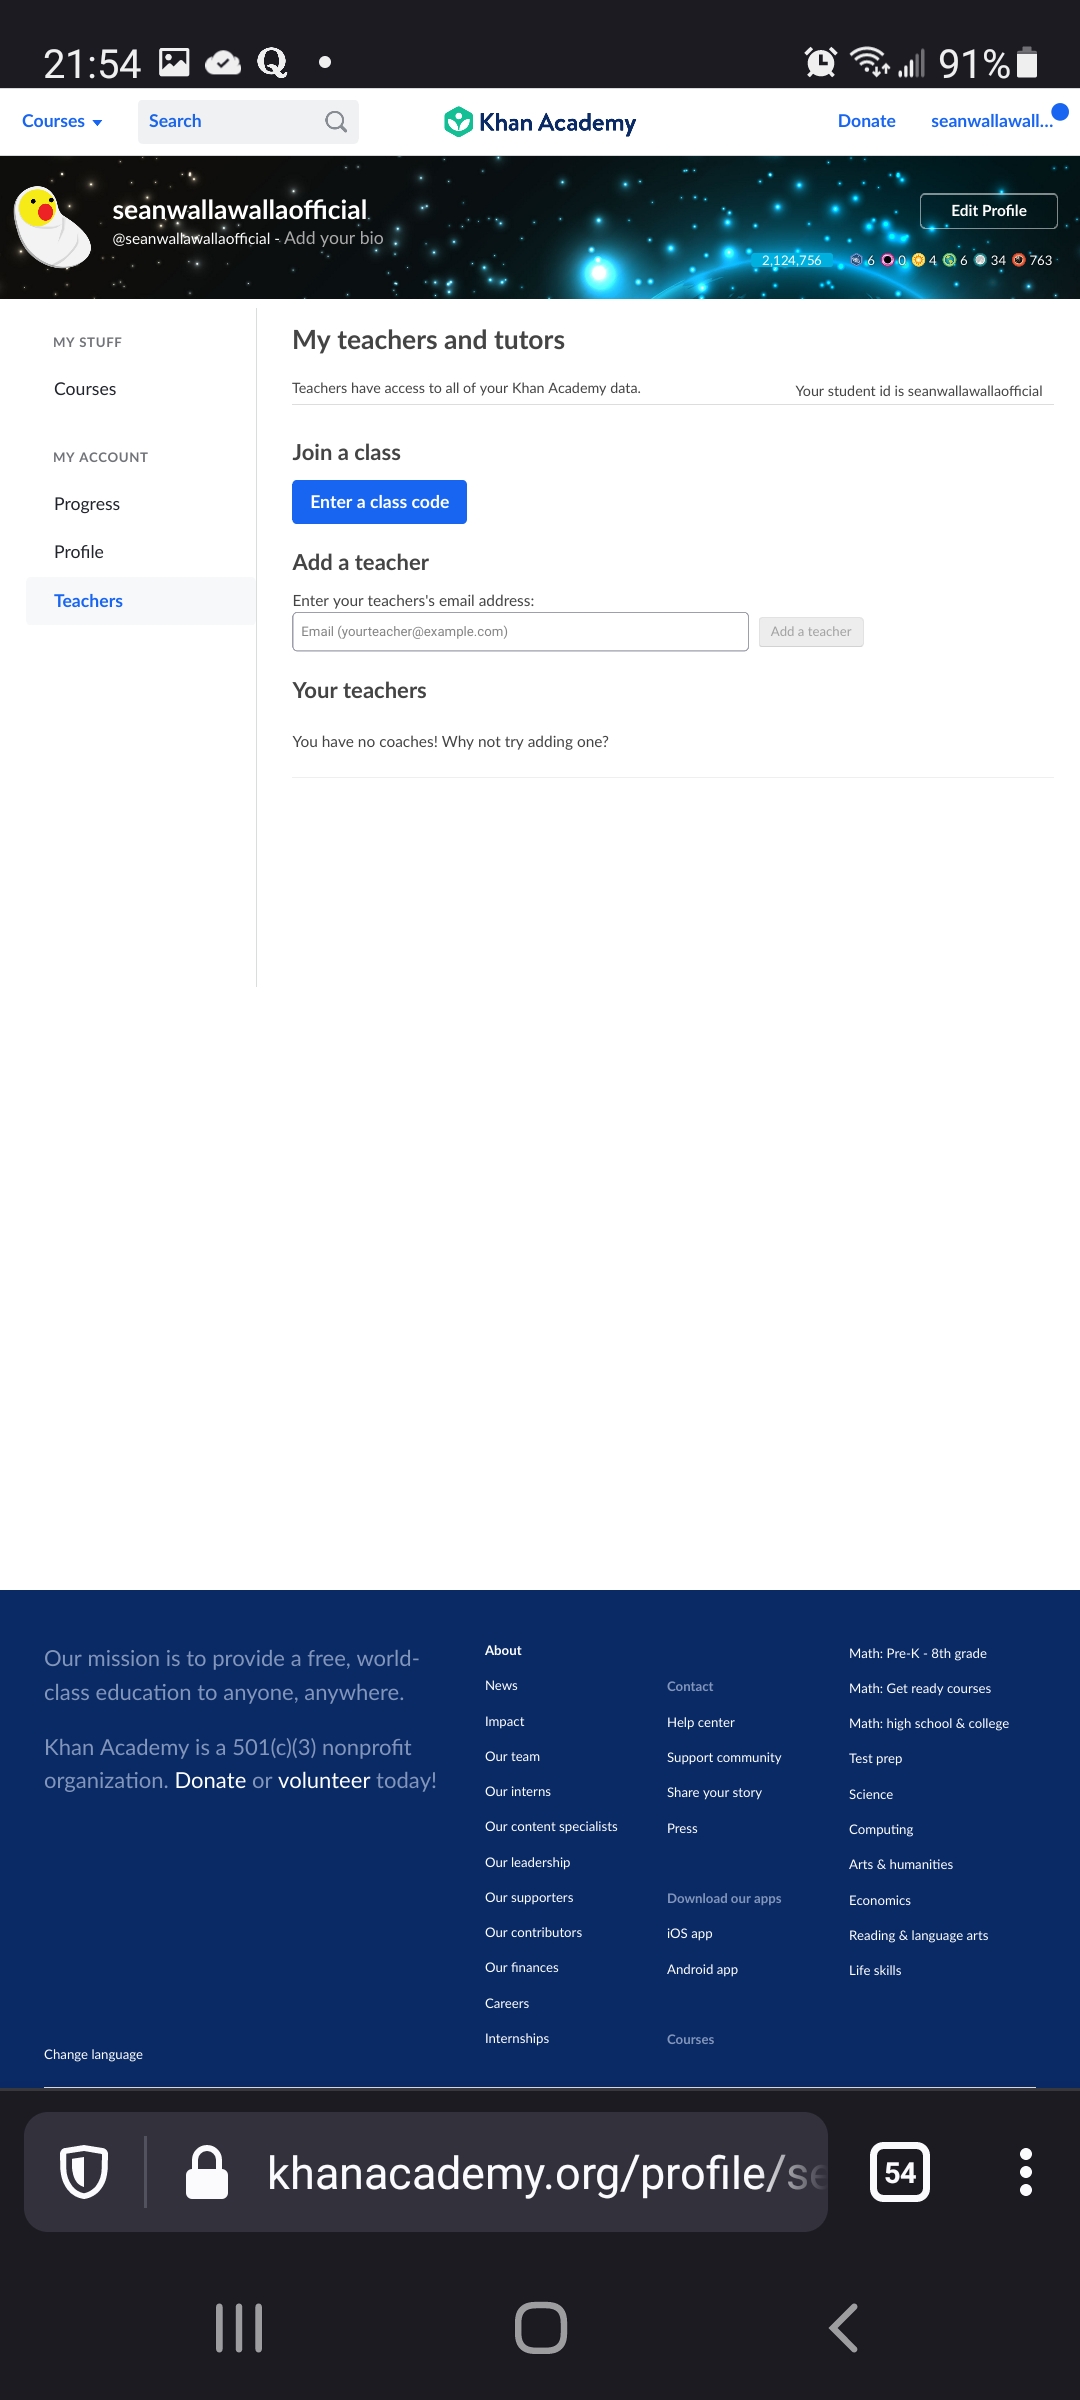 21:54
91%
Courses
Search
Khan Academy
Donate
seanwallawall...
seanwallawallaofficial
@seanwallawallaofficial - Add your bio
Edit Profile
2,124,756 6 0 4 6 34 763
MY STUFF
Courses
MY ACCOUNT
Progress
Profile
Teachers
My teachers and tutors
Teachers have access to all of your Khan Academy data.
Your student id is seanwallawallaofficial
Join a class
Enter a class code
Add a teacher
Enter your teachers's email address:
Email (yourteacher@example.com)
Add a teacher
Your teachers
You have no coaches! Why not try adding one?
Our mission is to provide a free, world-
class education to anyone, anywhere.
Khan Academy is a 501(c)(3) nonprofit
organization. Donate or volunteer today!
Change language
About
News
Impact
Our team
Our interns
Our content specialists
Our leadership
Our supporters
Our contributors
Our finances
Careers
Internships
Contact
Help center
Support community
Share your story
Press
Download our apps
iOS app
Android app
Courses
Math: Pre-K - 8th grade
Math: Get ready courses
Math: high school & college
Test prep
Science
Computing
Arts & humanities
Economics
Reading & language arts
Life skills
khanacademy.org/profile/se
54